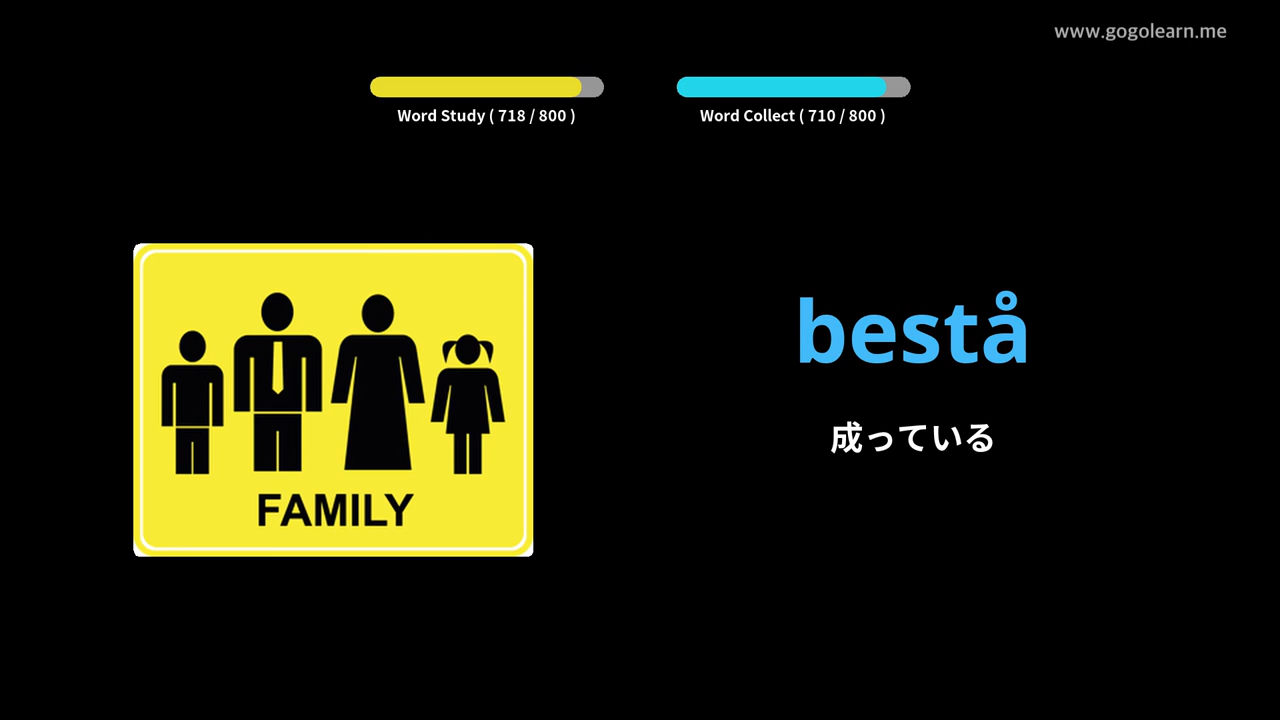 www.gogolearn.me
Word Study ( 718 / 800 )
Word Collect ( 710 / 800 )
FAMILY
bestå
成っている